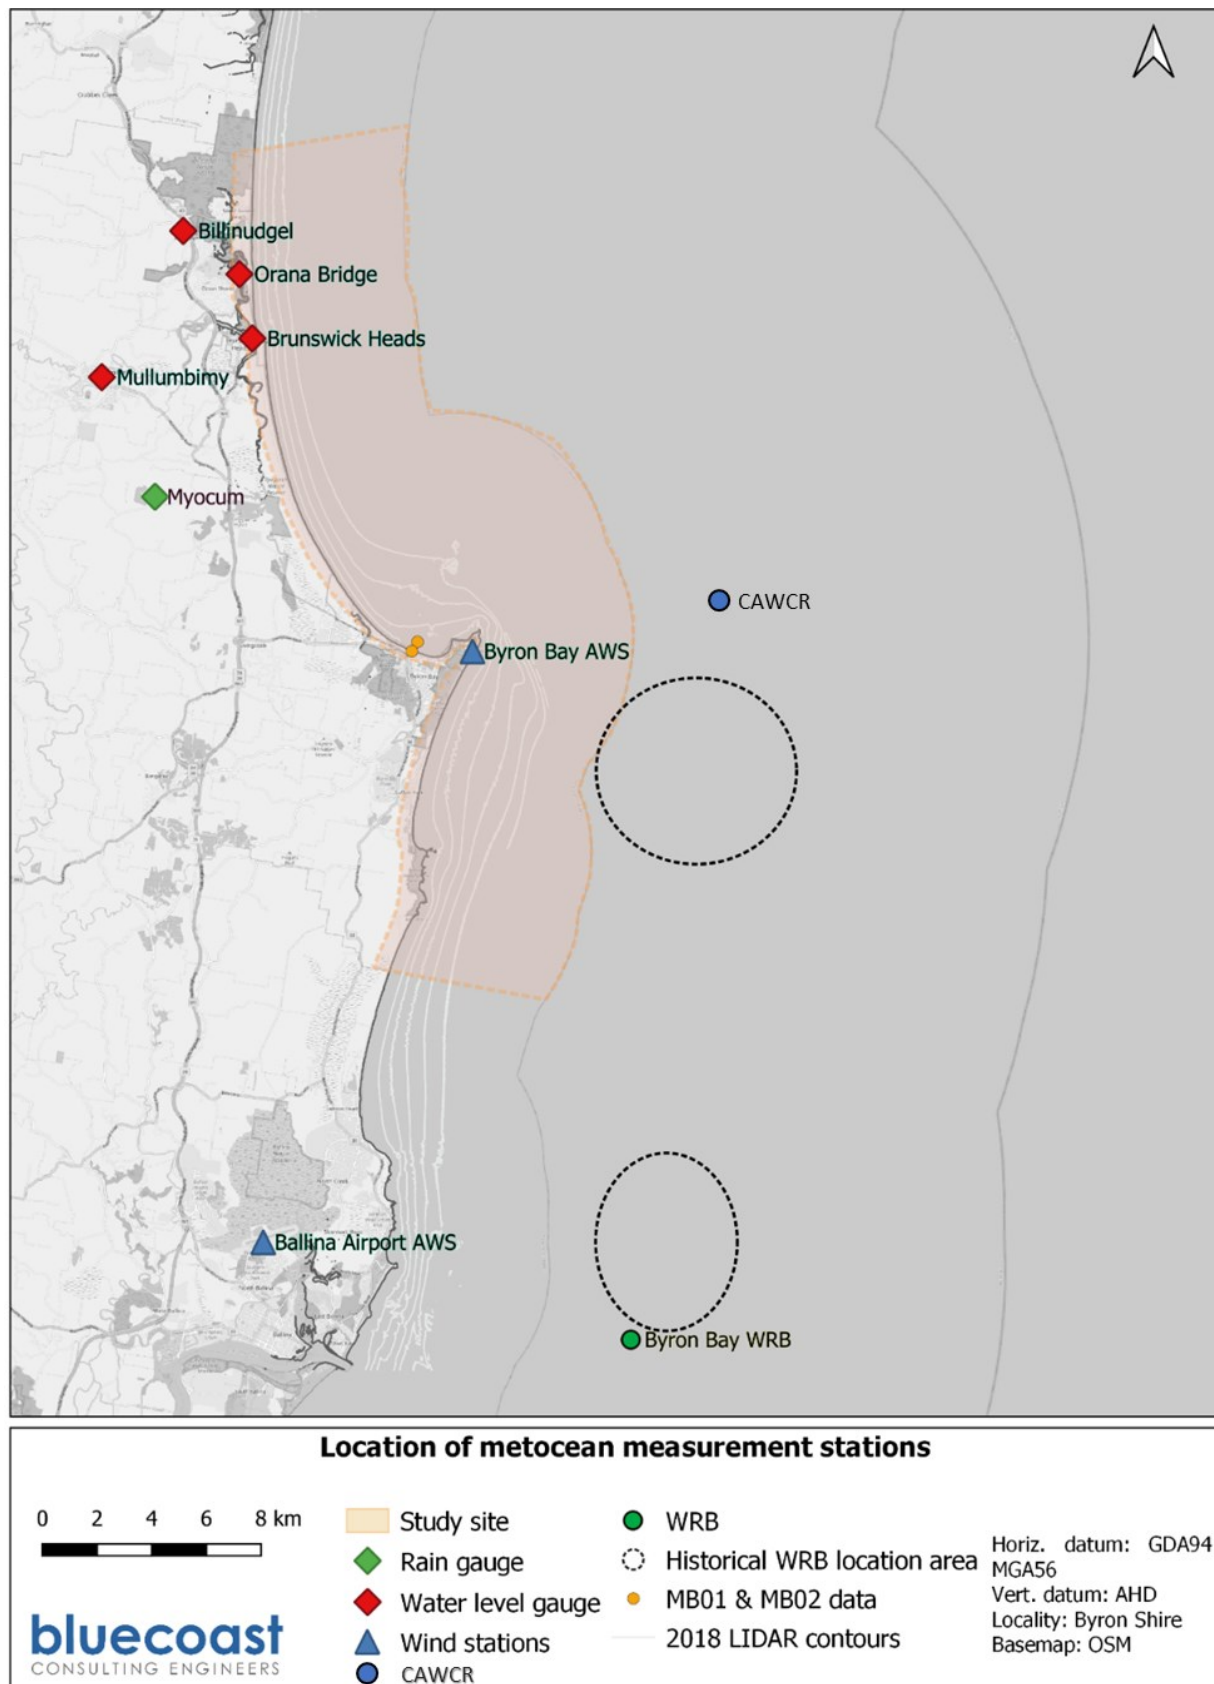 Billinudgel
Orana Bridge
Brunswick Heads
Mullumbimy
Myocum
CAWCR
Byron Bay AWS
Ballina Airport AWS
Byron Bay WRB
Location of metocean measurement stations
0 2 4 6 8 km
Study site
Rain gauge
Water level gauge
Wind stations
CAWCR
WRB
Historical WRB location area
MB01 & MB02 data
2018 LIDAR contours
Horiz. datum: GDA94
MGA56
Vert. datum: AHD
Locality: Byron Shire
Basemap: OSM
bluecoast
CONSULTING ENGINEERS